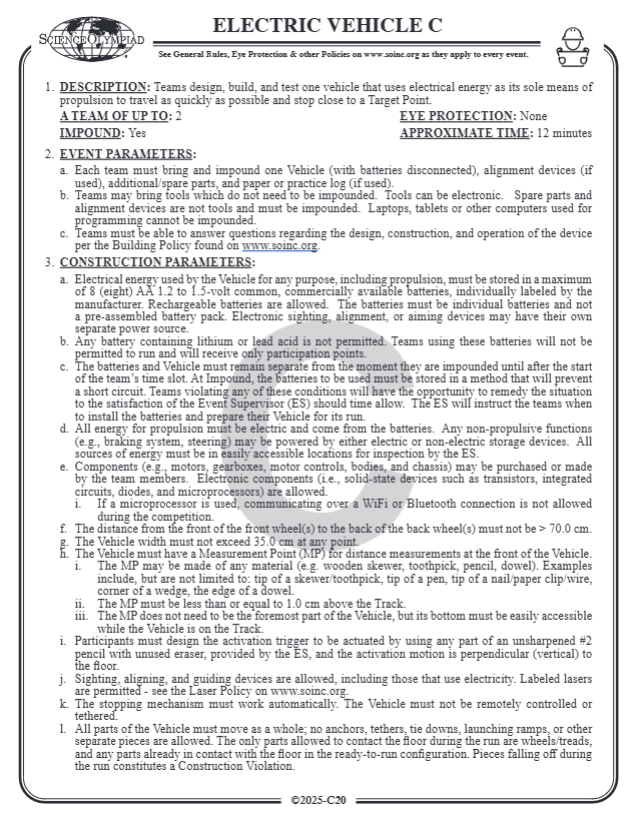 SCIENCE OLYMPIAD
ELECTRIC VEHICLE C
See General Rules, Eye Protection & other Policies on www.soinc.org as they apply to every event.
1. DESCRIPTION: Teams design, build, and test one vehicle that uses electrical energy as its sole means of
propulsion to travel as quickly as possible and stop close to a Target Point.
A TEAM OF UP TO: 2 EYE PROTECTION: None
IMPOUND: Yes APPROXIMATE TIME: 12 minutes
2. EVENT PARAMETERS:
a. Each team must bring and impound one Vehicle (with batteries disconnected), alignment devices (if
used), additional/spare parts, and paper or practice log (if used).
b. Teams may bring tools which do not need to be impounded. Tools can be electronic. Spare parts and
alignment devices are not tools and must be impounded. Laptops, tablets or other computers used for
programming cannot be impounded.
c. Teams must be able to answer questions regarding the design, construction, and operation of the device
per the Building Policy found on www.soinc.org.
3. CONSTRUCTION PARAMETERS:
a. Electrical energy used by the Vehicle for any purpose, including propulsion, must be stored in a maximum
of 8 (eight) AA 1.2 to 1.5-volt common, commercially available batteries, individually labeled by the
manufacturer. Rechargeable batteries are allowed. The batteries must be individual batteries and not
a pre-assembled battery pack. Electronic sighting, alignment, or aiming devices may have their own
separate power source.
b. Any battery containing lithium or lead acid is not permitted. Teams using these batteries will not be
permitted to run and will receive only participation points.
c. The batteries and Vehicle must remain separate from the moment they are impounded until after the start
of the team's time slot. At Impound, the batteries to be used must be stored in a method that will prevent
a short circuit. Teams violating any of these conditions will have the opportunity to remedy the situation
to the satisfaction of the Event Supervisor (ES) should time allow. The ES will instruct the teams when
to install the batteries and prepare their Vehicle for its run.
d. All energy for propulsion must be electric and come from the batteries. Any non-propulsive functions
(e.g., braking system, steering) may be powered by either electric or non-electric storage devices. All
sources of energy must be in easily accessible locations for inspection by the ES.
e. Components (e.g., motors, gearboxes, motor controls, bodies, and chassis) may be purchased or made
by the team members. Electronic components (i.e., solid-state devices such as transistors, integrated
circuits, diodes, and microprocessors) are allowed.
i. If a microprocessor is used, communicating over a WiFi or Bluetooth connection is not allowed
during the competition.
f. The distance from the front of the front wheel(s) to the back of the back wheel(s) must not be > 70.0 cm.
g. The Vehicle width must not exceed 35.0 cm at any point.
h. The Vehicle must have a Measurement Point (MP) for distance measurements at the front of the Vehicle.
i. The MP may be made of any material (e.g. wooden skewer, toothpick, pencil, dowel). Examples
include, but are not limited to: tip of a skewer/toothpick, tip of a pen, tip of a nail/paper clip/wire,
corner of a wedge, the edge of a dowel.
ii. The MP must be less than or equal to 1.0 cm above the Track.
iii. The MP does not need to be the foremost part of the Vehicle, but its bottom must be easily accessible
while the Vehicle is on the Track.
i. Participants must design the activation trigger to be actuated by using any part of an unsharpened #2
pencil with unused eraser, provided by the ES, and the activation motion is perpendicular (vertical) to
the floor.
j. Sighting, aligning, and guiding devices are allowed, including those that use electricity. Labeled lasers
are permitted - see the Laser Policy on www.soinc.org.
k. The stopping mechanism must work automatically. The Vehicle must not be remotely controlled or
tethered.
l. All parts of the Vehicle must move as a whole; no anchors, tethers, tie downs, launching ramps, or other
separate pieces are allowed. The only parts allowed to contact the floor during the run are wheels/treads,
and any parts already in contact with the floor in the ready-to-run configuration. Pieces falling off during
the run constitutes a Construction Violation.
C
©2025-C20